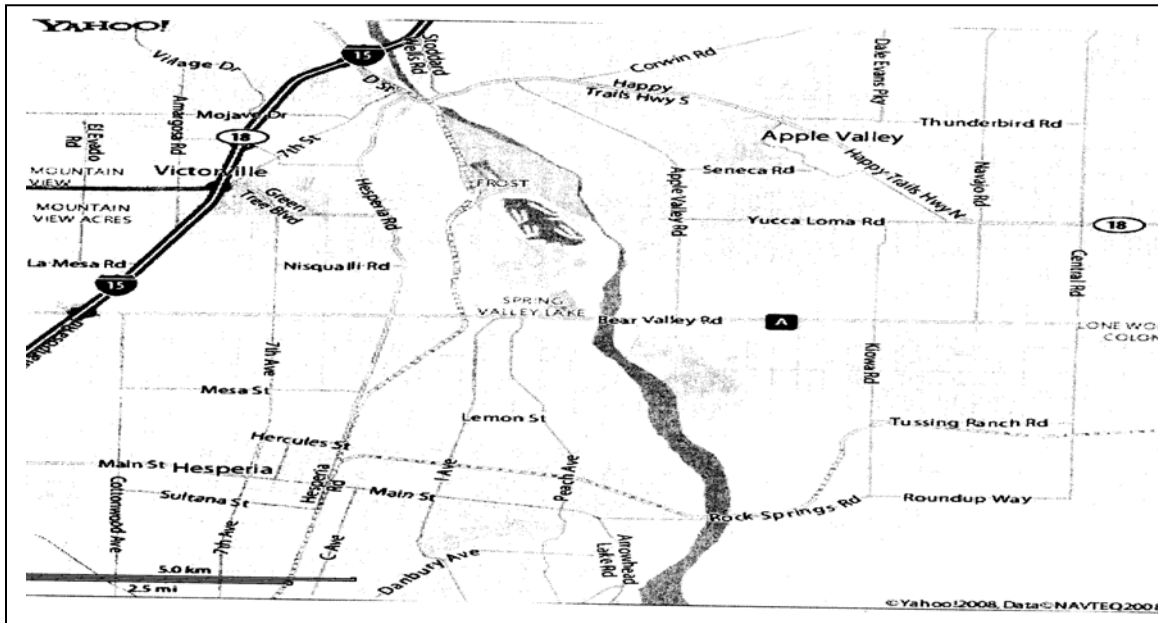 YAHOO!
15
Stoddard
Wells Rd
Village Dr
D St
Corwin Rd
Happy
Trails Hwy S
Dale Evans Pky
Amargosa Rd
Mojave Dr
El Evado
Rd
18
7th St
Thunderbird Rd
Apple Valley
MOUNTAIN
VIEW
Victorville
FROST
Seneca Rd
Happy Trails Hwy N
Navajo Rd
MOUNTAIN
VIEW ACRES
Green
Tree Blvd
Hesperia Rd
Apple Valley Rd
Yucca Loma Rd
18
La Mesa Rd
Nisqualli Rd
Central Rd
15
SPRING
VALLEY LAKE
Bear Valley Rd
A
7th Ave
Kiowa Rd
Mesa St
Lemon St
Tussing Ranch Rd
Hercules St
Main St
Hesperia
Hesperia
Rd
I Ave
Peach Ave
Sultana St
Main St
Cottonwood Ave
7th Ave
C Ave
Rock Springs Rd
Roundup Way
Arrowhead
Lake Rd
Danbury Ave
5.0 km
2.5 mi
©Yahoo!2008, Data©NAVTEQ2008